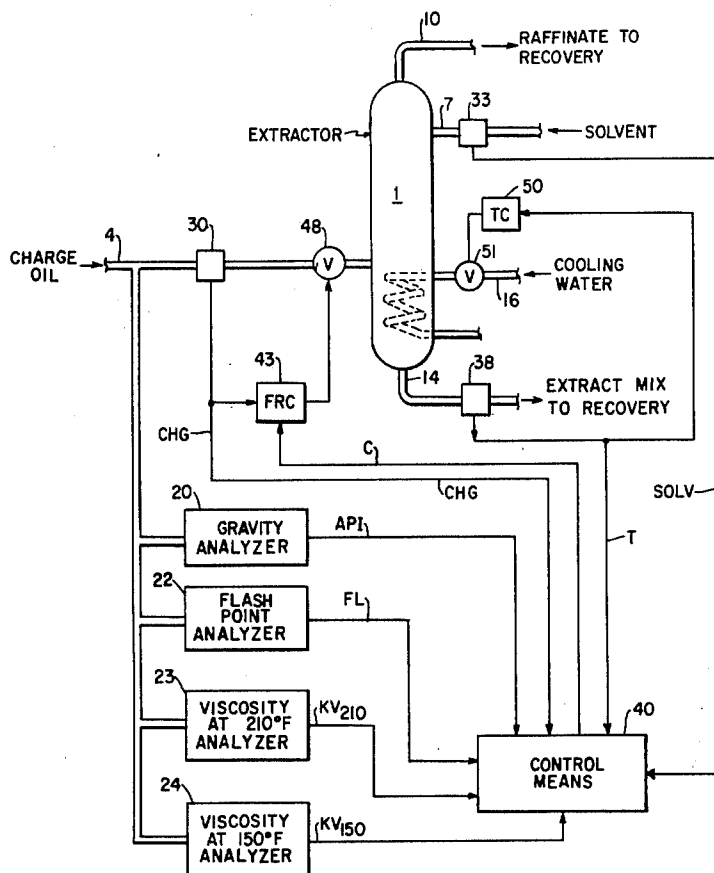 10
RAFFINATE TO
RECOVERY
7
33
EXTRACTOR
SOLVENT
1
50
TC
4
30
48
V
51
V
CHARGE
OIL
COOLING
WATER
16
43
FRC
14
38
EXTRACT MIX
TO RECOVERY
CHG
C
CHG
SOLV
T
20
GRAVITY
ANALYZER
API
22
FLASH
POINT
ANALYZER
FL
23
VISCOSITY
AT 210°F
ANALYZER
KV210
40
CONTROL
MEANS
24
VISCOSITY
AT 150°F
ANALYZER
KV150